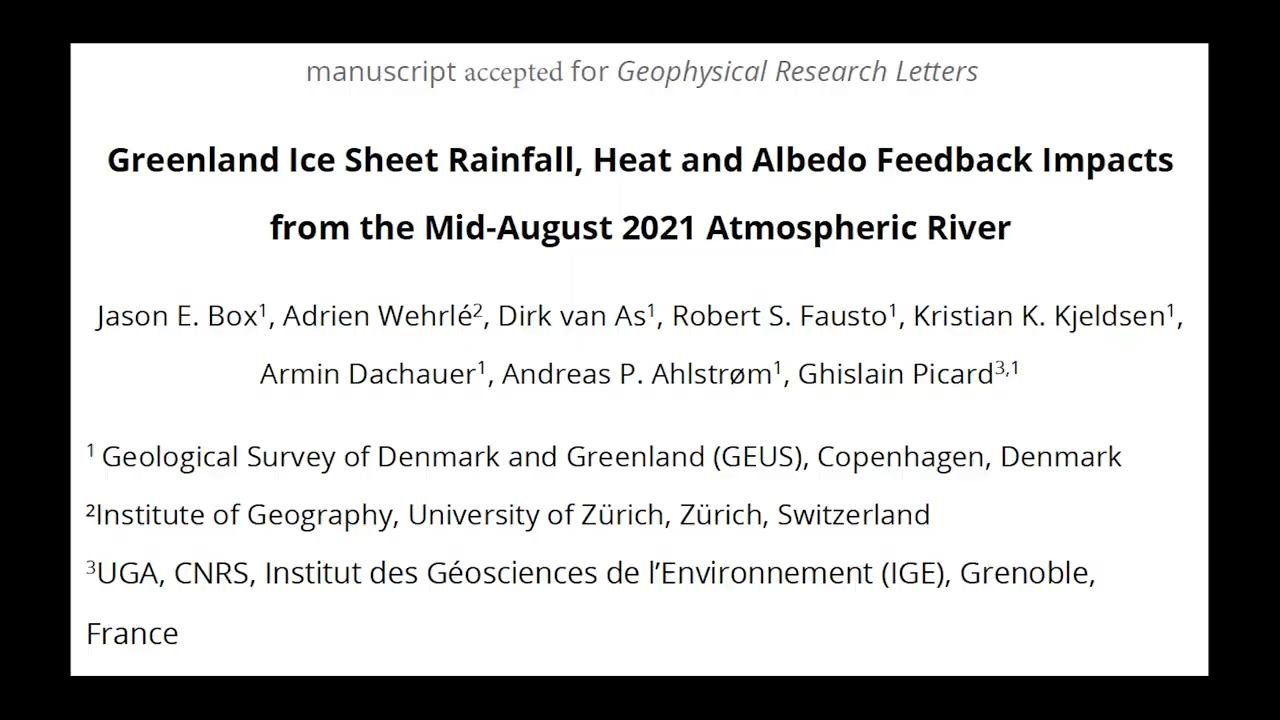 manuscript accepted for Geophysical Research Letters
Greenland Ice Sheet Rainfall, Heat and Albedo Feedback Impacts
from the Mid-August 2021 Atmospheric River
Jason E. Box¹, Adrien Wehrlé², Dirk van As¹, Robert S. Fausto¹, Kristian K. Kjeldsen¹,
Armin Dachauer¹, Andreas P. Ahlstrøm¹, Ghislain Picard³,¹
¹ Geological Survey of Denmark and Greenland (GEUS), Copenhagen, Denmark
²Institute of Geography, University of Zürich, Zürich, Switzerland
³UGA, CNRS, Institut des Géosciences de l’Environnement (IGE), Grenoble,
France